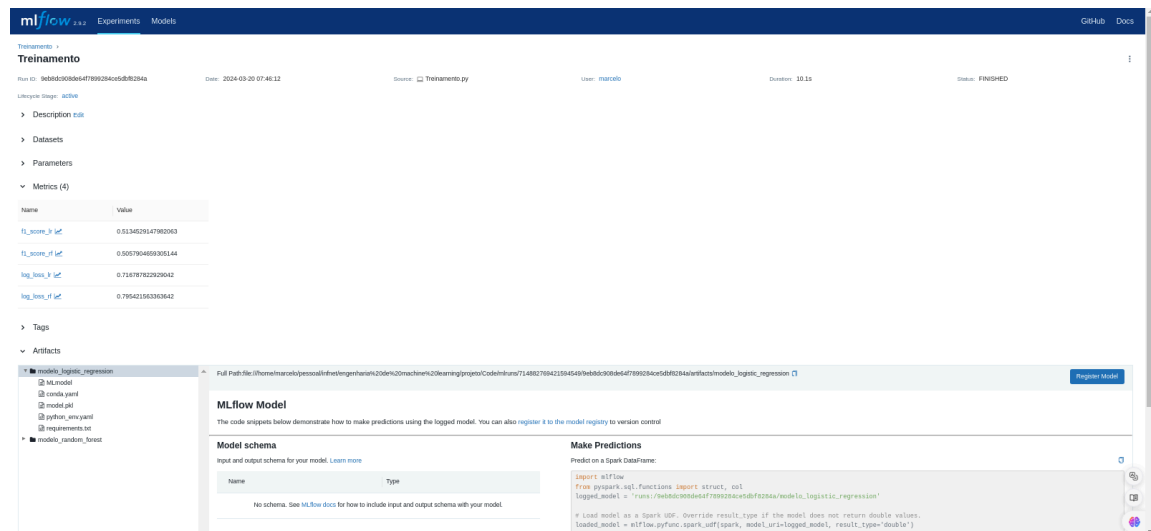 mlflow 2.9.2 Experiments Models GitHub Docs
Treinamento ›
Treinamento
Run ID: 9eb8dc908de64f7899284ce5dbf8284a Date: 2024-03-20 07:46:12 Source: Treinamento.py User: marcelo Duration: 10.1s Status: FINISHED
Lifecycle Stage: active
Description Edit
Datasets
Parameters
Metrics (4)
Name Value
f1_score_lr 0.5134529147982063
f1_score_rf 0.5057904659305144
log_loss_lr 0.716787822929042
log_loss_rf 0.795421563363642
Tags
Artifacts
modelo_logistic_regression
MLmodel
conda.yaml
model.pkl
python_env.yaml
requirements.txt
modelo_random_forest
Full Path:file:///home/marcelo/pessoal/infnet/engenharia%20de%20machine%20learning/projeto/Code/mlruns/714882769421594549/9eb8dc908de64f7899284ce5dbf8284a/artifacts/modelo_logistic_regression
Register Model
MLflow Model
The code snippets below demonstrate how to make predictions using the logged model. You can also register it to the model registry to version control
Model schema
Input and output schema for your model. Learn more
Name Type
No schema. See MLflow docs for how to include input and output schema with your model.
Make Predictions
Predict on a Spark DataFrame:
import mlflow
from pyspark.sql.functions import struct, col
logged_model = 'runs:/9eb8dc908de64f7899284ce5dbf8284a/modelo_logistic_regression'
# Load model as a Spark UDF. Override result_type if the model does not return double values.
loaded_model = mlflow.pyfunc.spark_udf(spark, model_uri=logged_model, result_type='double')